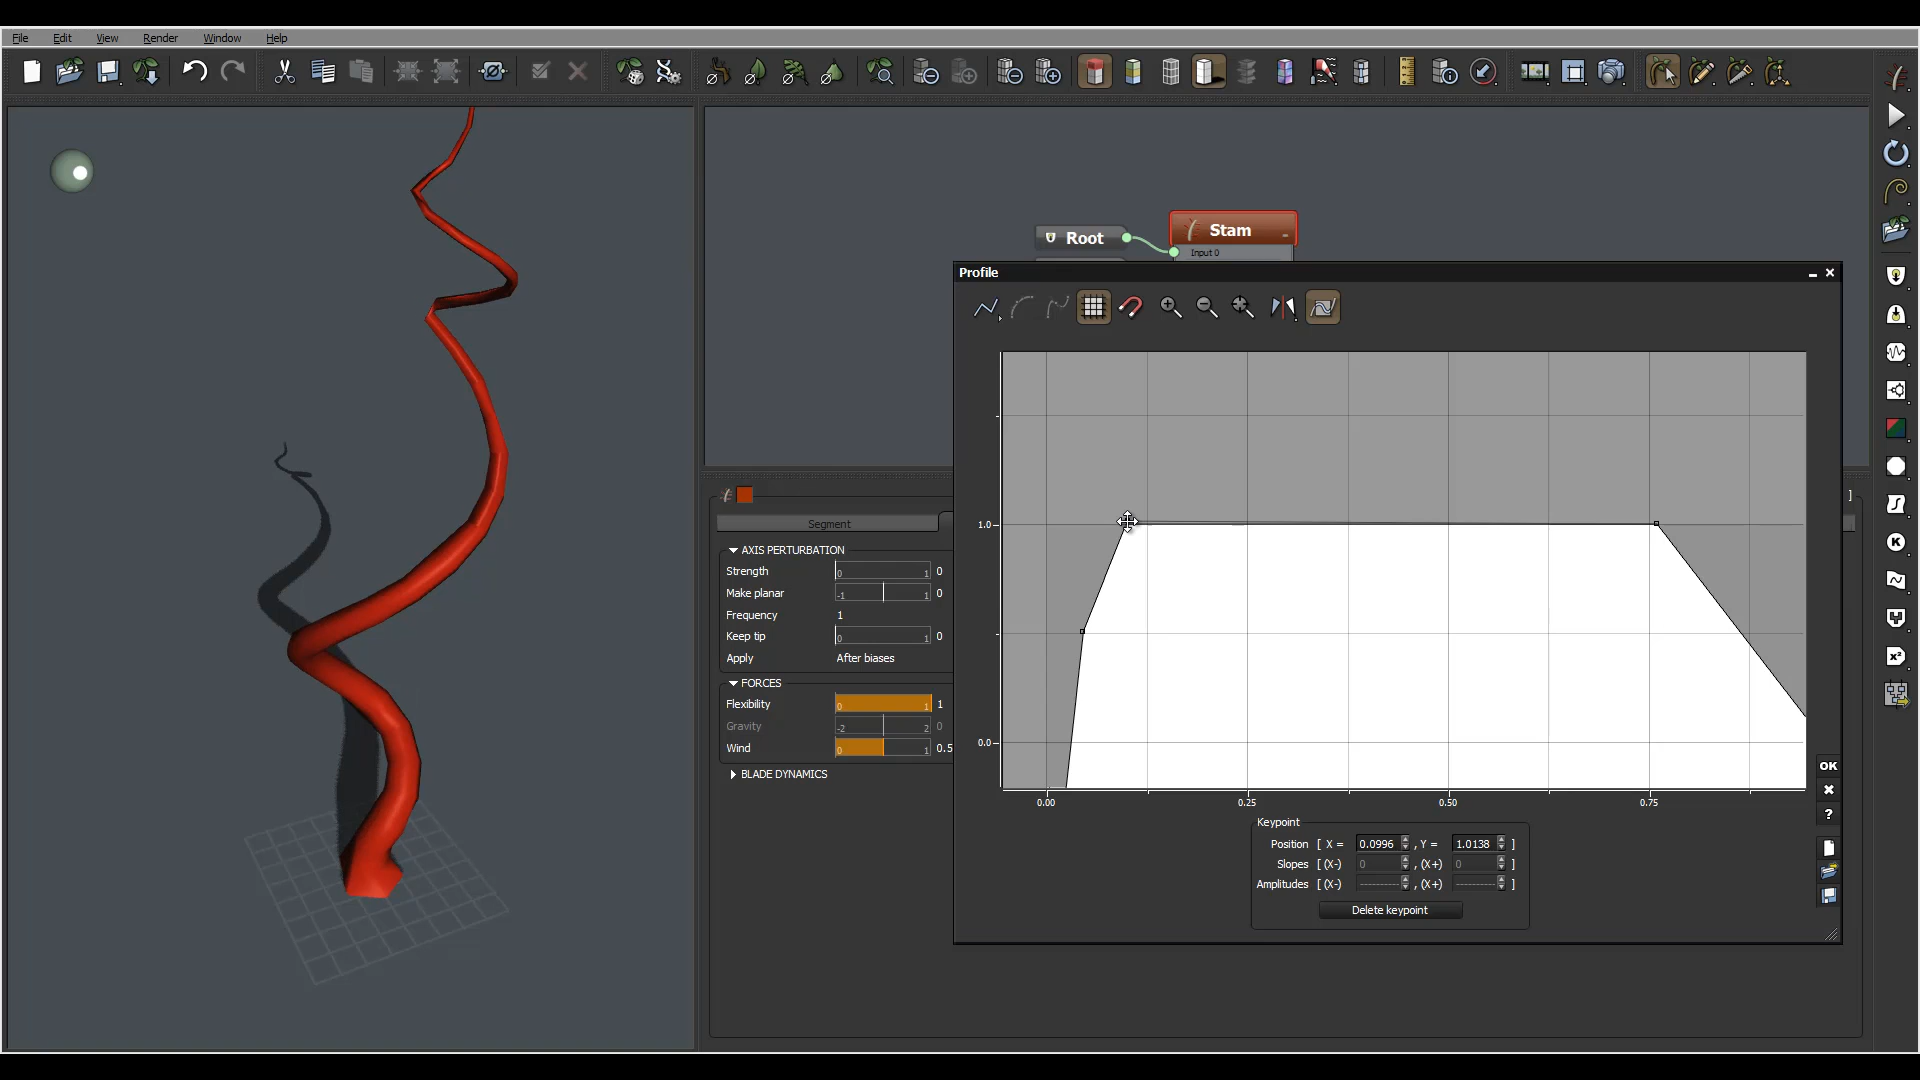 File Edit View Render Window Help
Root
Stam
Input 0
Profile
1.0
0.0
0.00 0.25 0.50 0.75
Keypoint
Position [ X = 0.0996 , Y = 1.0138 ]
Slopes [ (X-) 0 , (X+) 0 ]
Amplitudes [ (X-) ---------- , (X+) ---------- ]
Delete keypoint
OK
?
]
Segment
AXIS PERTURBATION
Strength 0 1 0
Make planar -1 1 0
Frequency 1
Keep tip 0 1 0
Apply After biases
FORCES
Flexibility 0 1 1
Gravity -2 2 0
Wind 0 1 0.5
BLADE DYNAMICS
K
x²